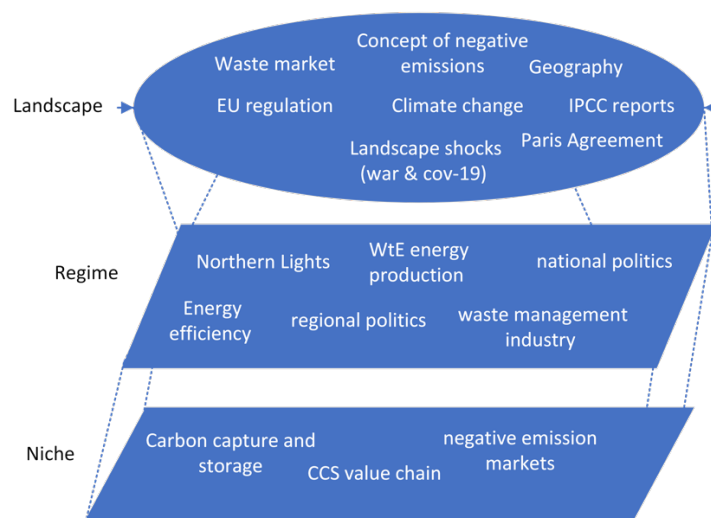 Concept of negative
emissions
Waste market
Geography
Landscape
EU regulation
Climate change
IPCC reports
Paris Agreement
Landscape shocks
(war & cov-19)
Regime
Northern Lights
WtE energy
production
national politics
Energy
efficiency
regional politics
waste management
industry
Niche
Carbon capture and
storage
CCS value chain
negative emission
markets